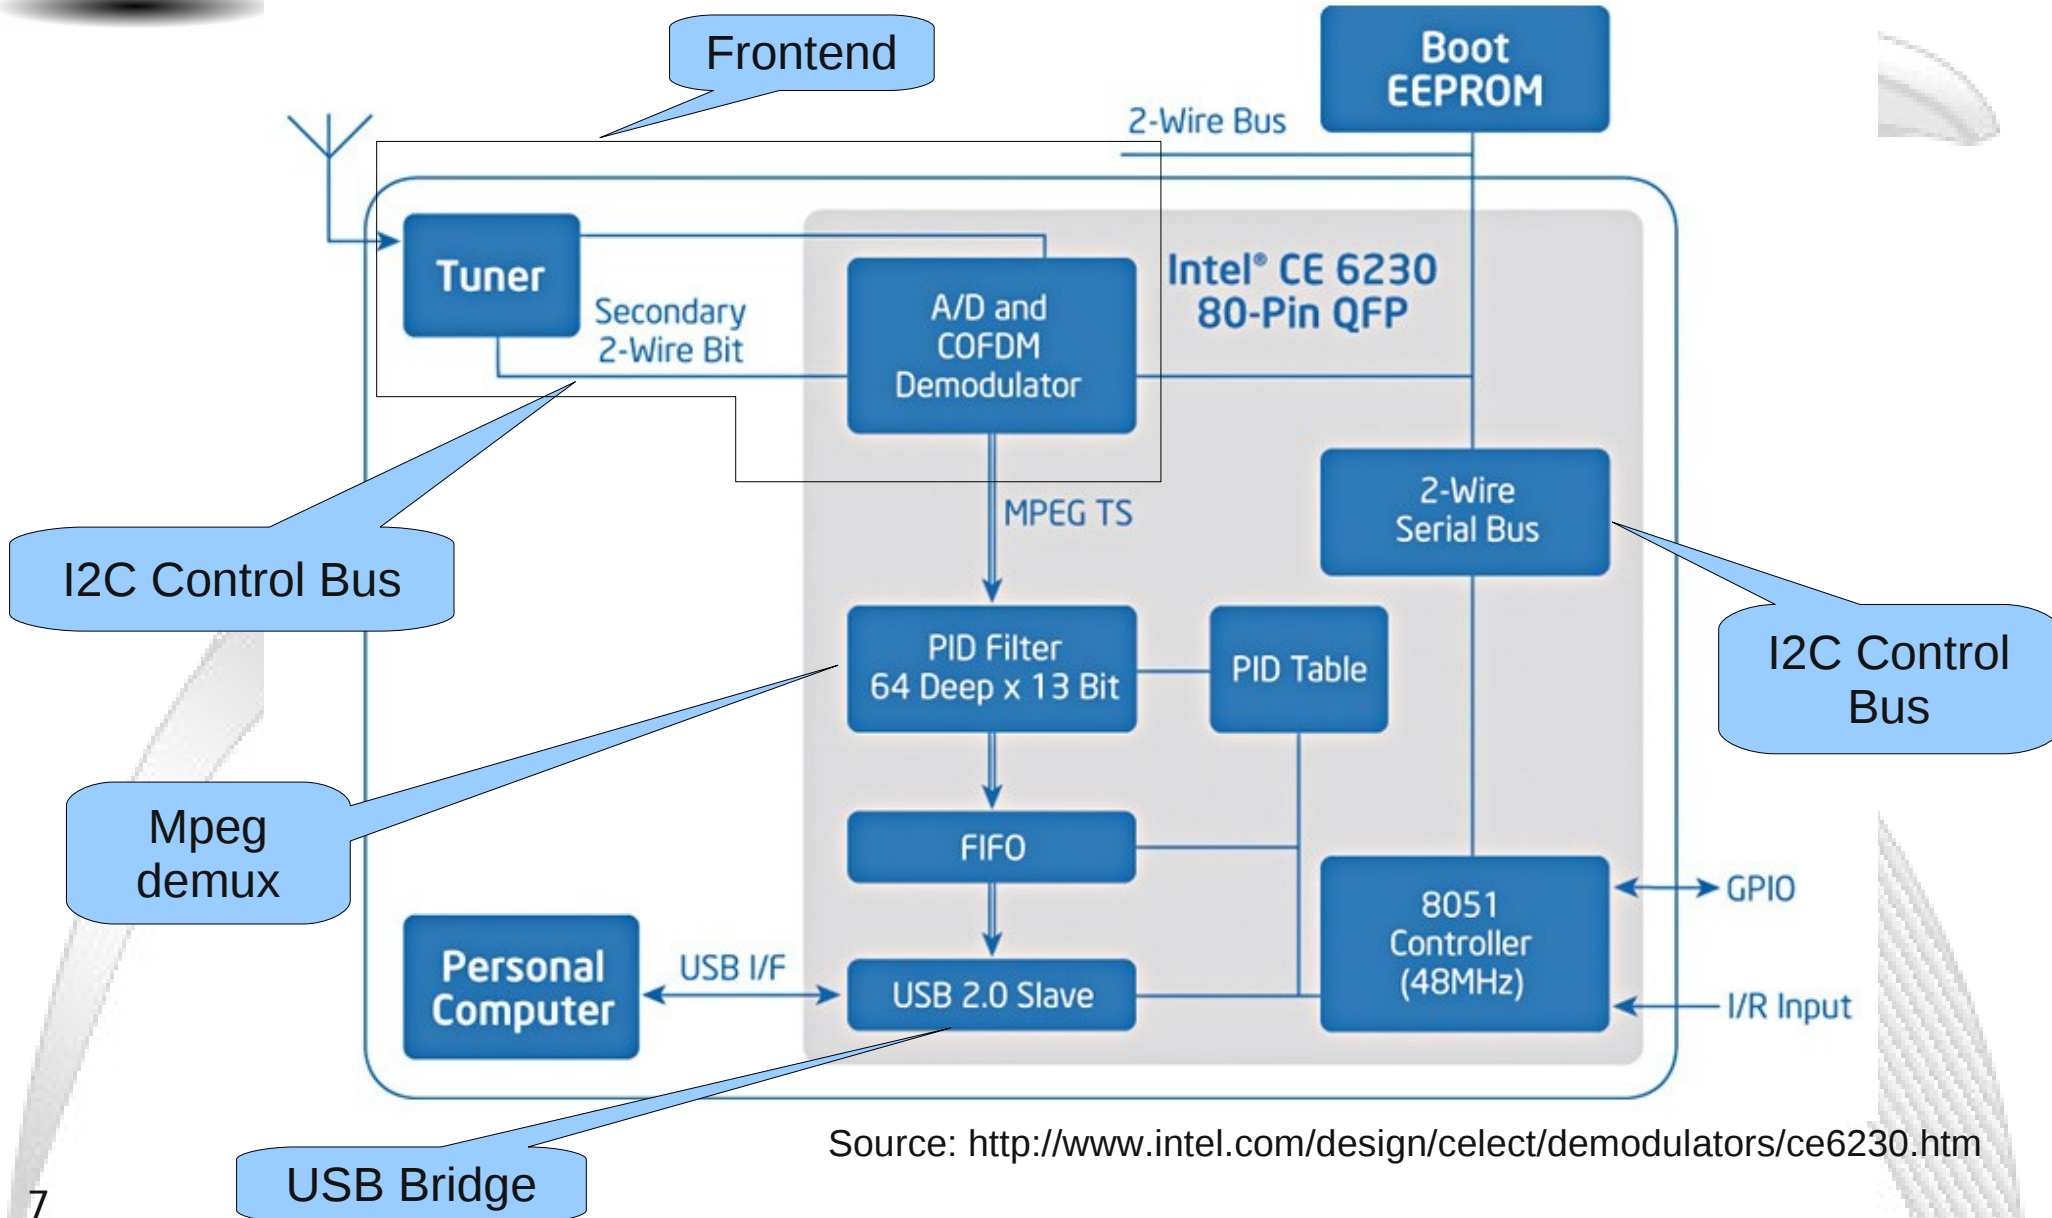 Frontend
Boot
EEPROM
2-Wire Bus
Tuner
Secondary
2-Wire Bit
A/D and
COFDM
Demodulator
Intel® CE 6230
80-Pin QFP
MPEG TS
2-Wire
Serial Bus
I2C Control Bus
I2C Control
Bus
PID Filter
64 Deep x 13 Bit
PID Table
Mpeg
demux
FIFO
8051
Controller
(48MHz)
GPIO
I/R Input
Personal
Computer
USB I/F
USB 2.0 Slave
Source: http://www.intel.com/design/celect/demodulators/ce6230.htm
USB Bridge
7